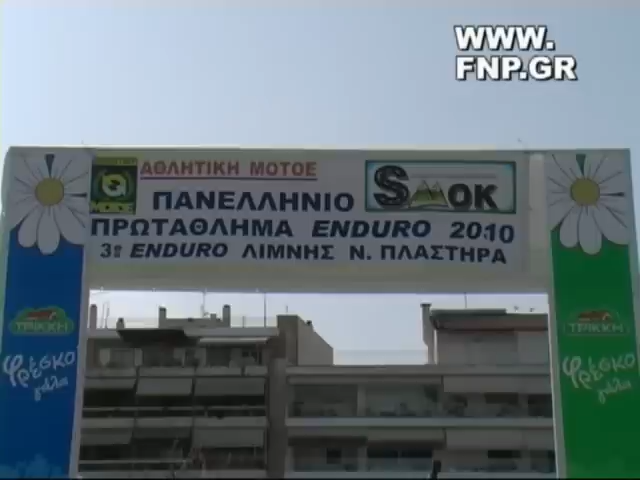 WWW.
FNP.GR
ΑΘΛΗΤΙΚΗ ΜΟΤΟΕ
SMOK
ΠΑΝΕΛΛΗΝΙΟ
ΠΡΩΤΑΘΛΗΜΑ ENDURO 2010
3ο ENDURO ΛΙΜΝΗΣ Ν. ΠΛΑΣΤΗΡΑ
ΤΡΙΚΚΗ
φρέσκο
γάλα
ΤΡΙΚΚΗ
φρέσκο
γάλα